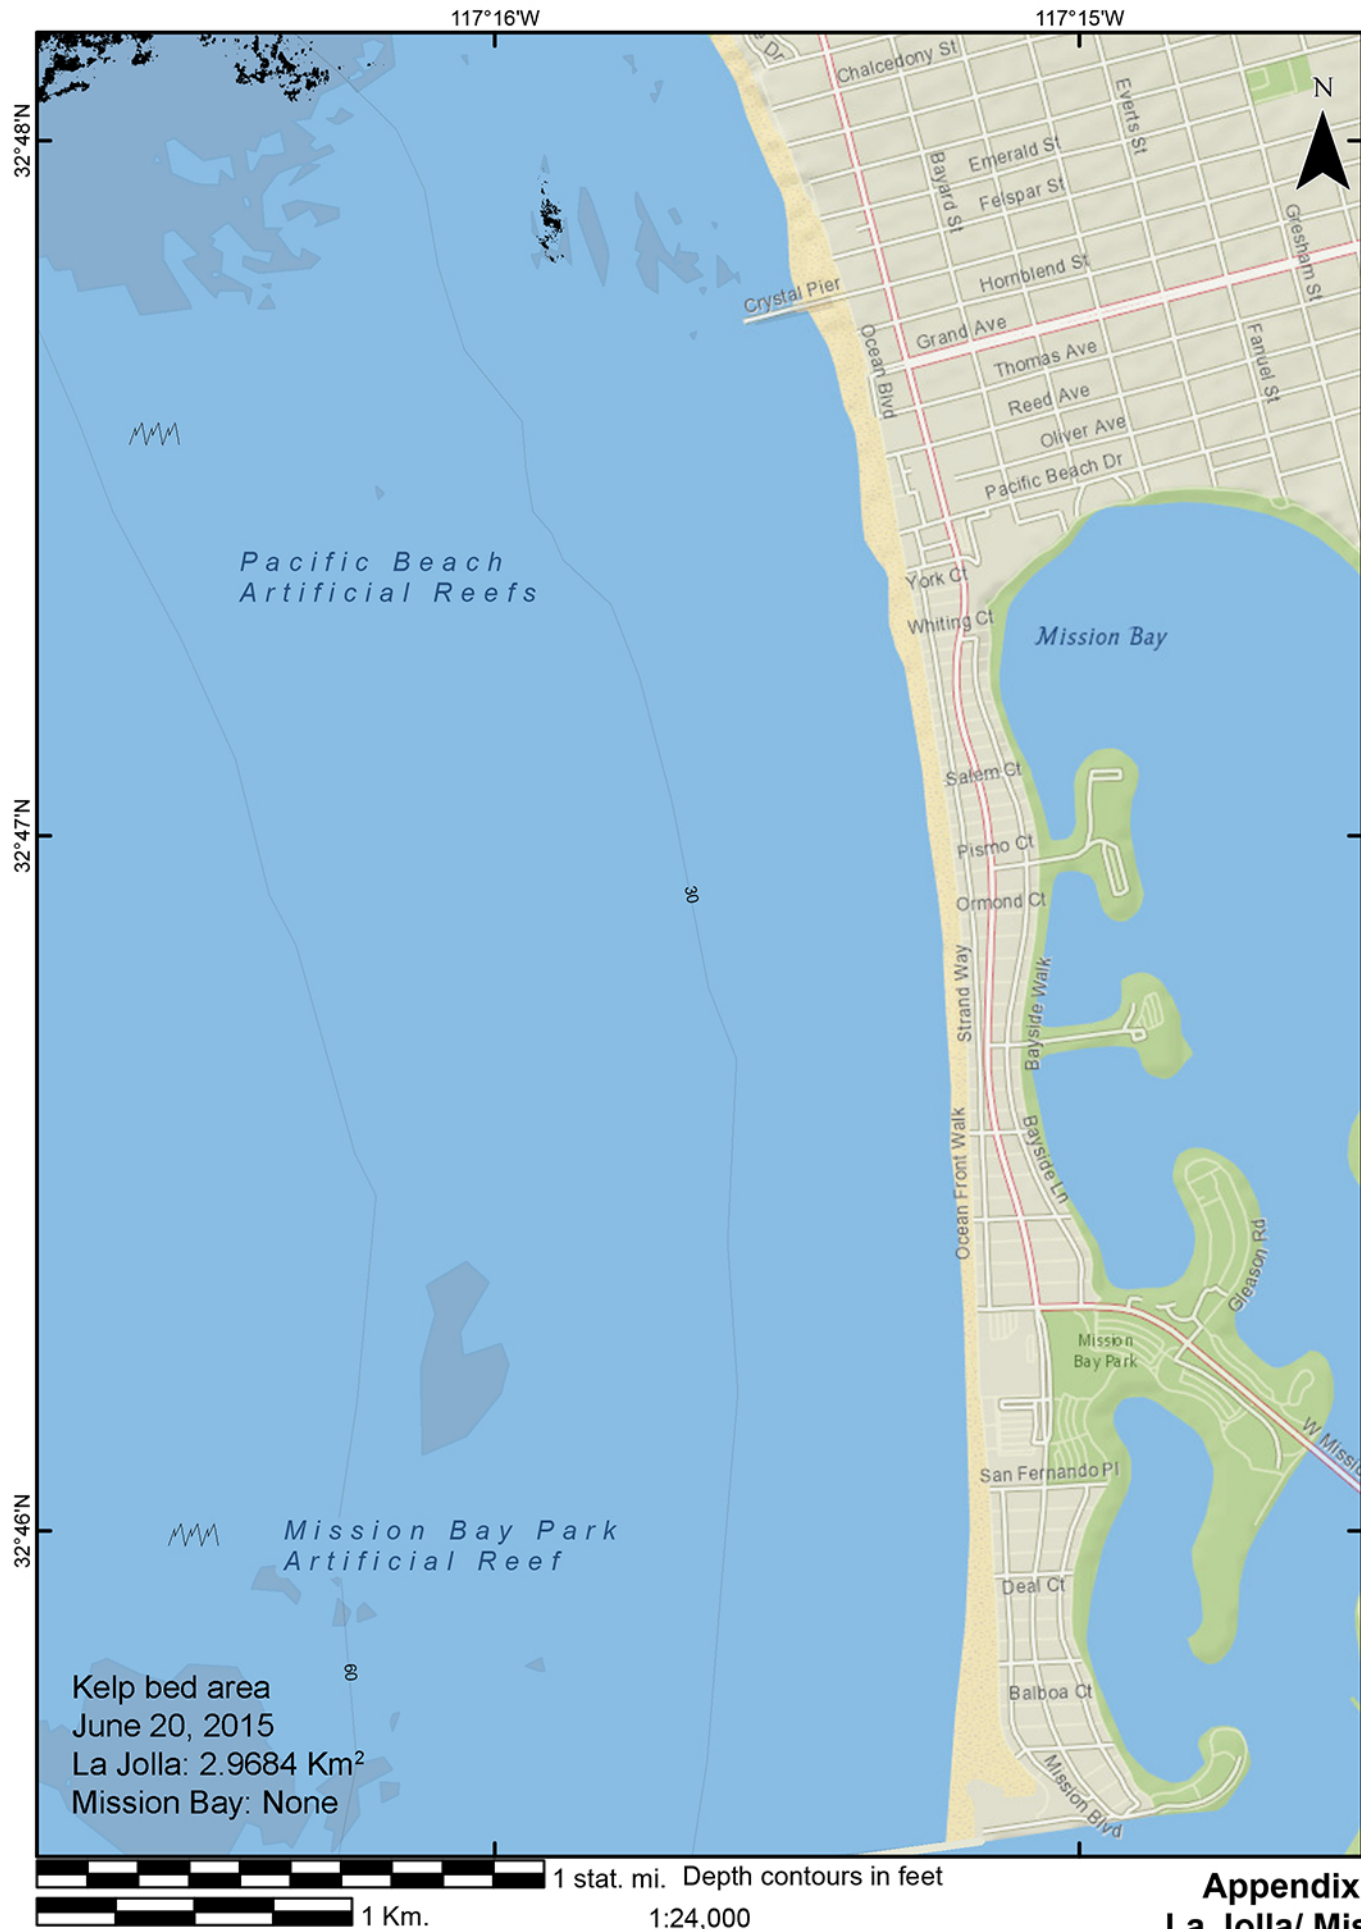 117°16'W
117°15'W
32°48'N
32°47'N
32°46'N
N
Dr
Chalcedony St
Everts St
Emerald St
Bayard St
Felspar St
Gresham St
Hornblend St
Crystal Pier
Grand Ave
Ocean Blvd
Thomas Ave
Fanuel St
Reed Ave
Oliver Ave
Pacific Beach Dr
Pacific Beach
Artificial Reefs
York Ct
Whiting Ct
Mission Bay
Salem Ct
Pismo Ct
30
Ormond Ct
Strand Way
Bayside Walk
Ocean Front Walk
Bayside Ln
Gleason Rd
Mission
Bay Park
W Missio
San Fernando Pl
Mission Bay Park
Artificial Reef
Deal Ct
60
Balboa Ct
Mission Blvd
Kelp bed area
June 20, 2015
La Jolla: 2.9684 Km²
Mission Bay: None
1 stat. mi. Depth contours in feet
1 Km.
1:24,000
Appendix
La Jolla/ Mis